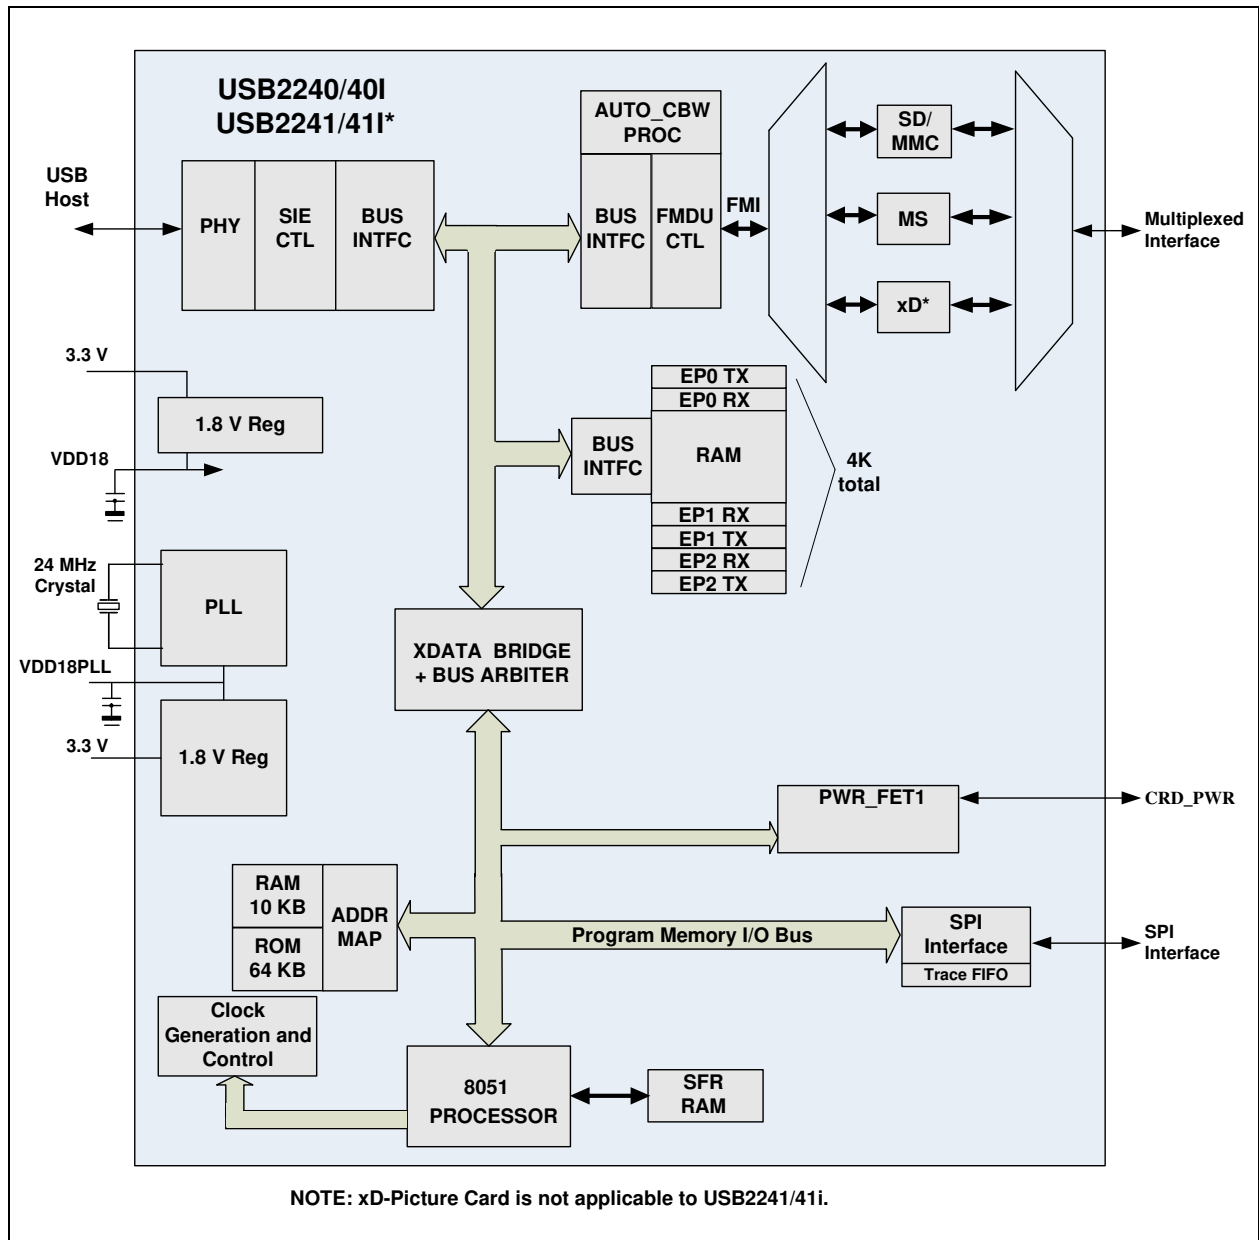 USB2240/40I
USB2241/41I*
USB
Host
PHY
SIE
CTL
BUS
INTFC
AUTO_CBW
PROC
BUS
INTFC
FMDU
CTL
FMI
SD/
MMC
MS
xD*
Multiplexed
Interface
3.3 V
1.8 V Reg
VDD18
EP0 TX
EP0 RX
BUS
INTFC
RAM
EP1 RX
EP1 TX
EP2 RX
EP2 TX
4K
total
24 MHz
Crystal
PLL
VDD18PLL
3.3 V
1.8 V Reg
XDATA BRIDGE
+ BUS ARBITER
PWR_FET1
CRD_PWR
RAM
10 KB
ROM
64 KB
ADDR
MAP
Program Memory I/O Bus
SPI
Interface
Trace FIFO
SPI
Interface
Clock
Generation and
Control
8051
PROCESSOR
SFR
RAM
NOTE: xD-Picture Card is not applicable to USB2241/41i.